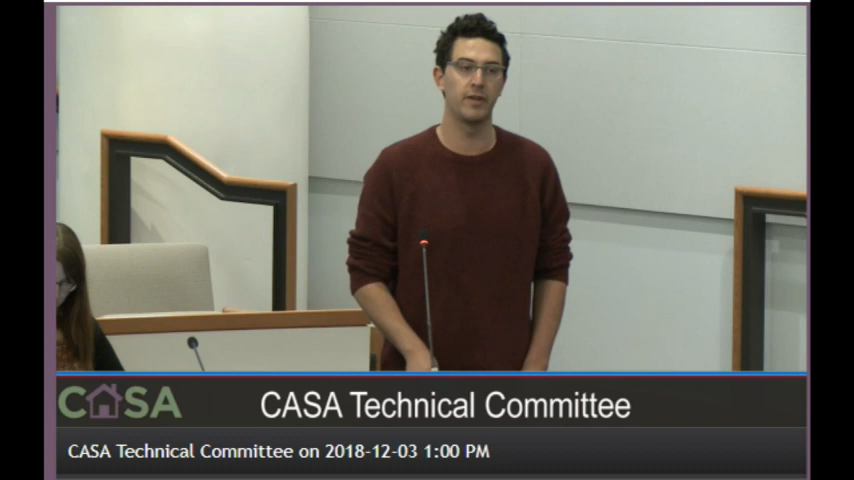 CASA
CASA Technical Committee
CASA Technical Committee on 2018-12-03 1:00 PM